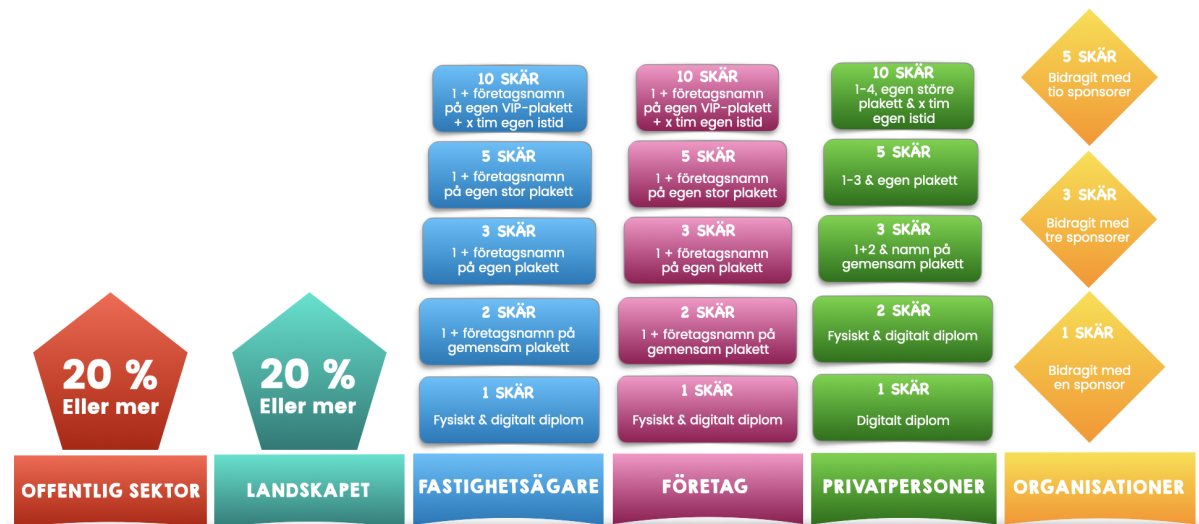 20 %
Eller mer
OFFENTLIG SEKTOR
20 %
Eller mer
LANDSKAPET
10 SKÄR
1 + företagsnamn
på egen VIP-plakett
+ x tim egen istid
5 SKÄR
1 + företagsnamn
på egen stor plakett
3 SKÄR
1 + företagsnamn
på egen plakett
2 SKÄR
1 + företagsnamn på
gemensam plakett
1 SKÄR
Fysiskt & digitalt diplom
FASTIGHETSÄGARE
10 SKÄR
1 + företagsnamn
på egen VIP-plakett
+ x tim egen istid
5 SKÄR
1 + företagsnamn
på egen stor plakett
3 SKÄR
1 + företagsnamn
på egen plakett
2 SKÄR
1 + företagsnamn på
gemensam plakett
1 SKÄR
Fysiskt & digitalt diplom
FÖRETAG
10 SKÄR
1-4, egen större
plakett & x tim
egen istid
5 SKÄR
1-3 & egen plakett
3 SKÄR
1+2 & namn på
gemensam plakett
2 SKÄR
Fysiskt & digitalt diplom
1 SKÄR
Digitalt diplom
PRIVATPERSONER
5 SKÄR
Bidragit med
tio sponsorer
3 SKÄR
Bidragit med
tre sponsorer
1 SKÄR
Bidragit med
en sponsor
ORGANISATIONER